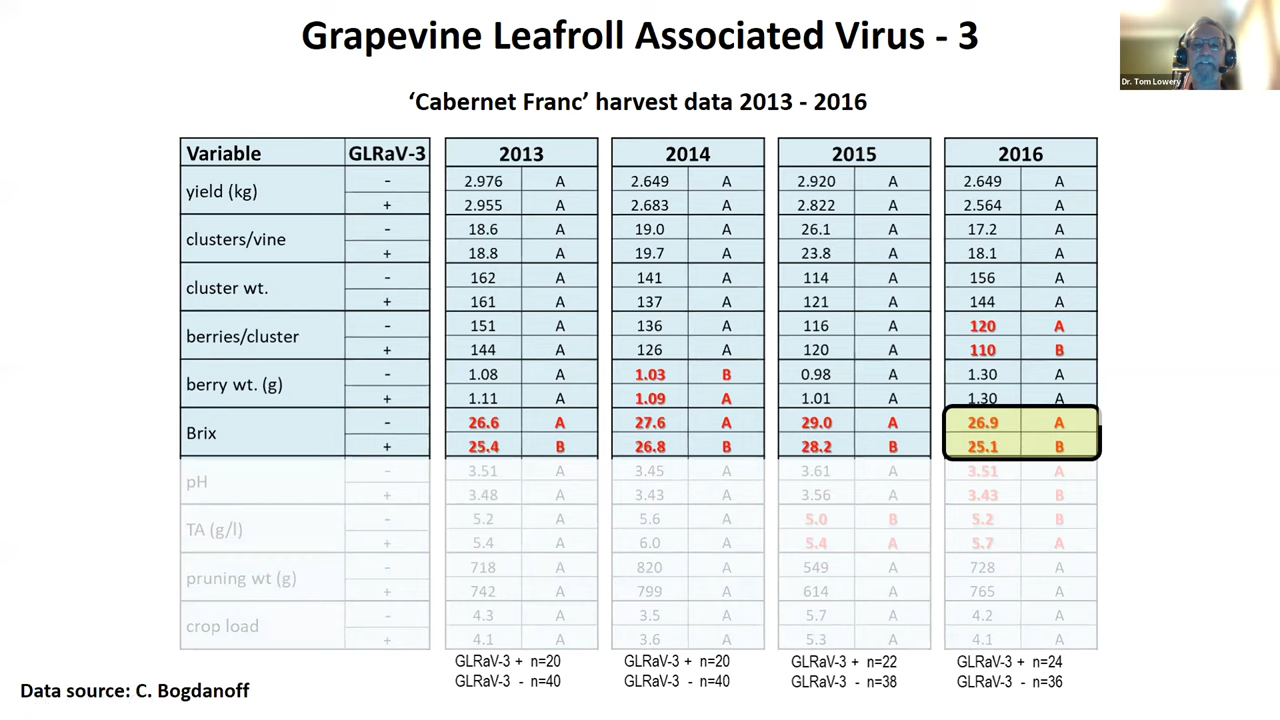 Grapevine Leafroll Associated Virus - 3
Dr. Tom Lowery
‘Cabernet Franc’ harvest data 2013 - 2016
Variable GLRaV-3 2013 2014 2015 2016
yield (kg)
- 2.976 A 2.649 A 2.920 A 2.649 A
+ 2.955 A 2.683 A 2.822 A 2.564 A
clusters/vine
- 18.6 A 19.0 A 26.1 A 17.2 A
+ 18.8 A 19.7 A 23.8 A 18.1 A
cluster wt.
- 162 A 141 A 114 A 156 A
+ 161 A 137 A 121 A 144 A
berries/cluster
- 151 A 136 A 116 A 120 A
+ 144 A 126 A 120 A 110 B
berry wt. (g)
- 1.08 A 1.03 B 0.98 A 1.30 A
+ 1.11 A 1.09 A 1.01 A 1.30 A
Brix
- 26.6 A 27.6 A 29.0 A 26.9 A
+ 25.4 B 26.8 B 28.2 B 25.1 B
pH
- 3.51 A 3.45 A 3.61 A 3.51 A
+ 3.48 A 3.43 A 3.56 A 3.43 B
TA (g/l)
- 5.2 A 5.6 A 5.0 B 5.2 B
+ 5.4 A 6.0 A 5.4 A 5.7 A
pruning wt (g)
- 718 A 820 A 549 A 728 A
+ 742 A 799 A 614 A 765 A
crop load
- 4.3 A 3.5 A 5.7 A 4.2 A
+ 4.1 A 3.6 A 5.3 A 4.1 A
GLRaV-3 + n=20 GLRaV-3 + n=20 GLRaV-3 + n=22 GLRaV-3 + n=24
GLRaV-3 - n=40 GLRaV-3 - n=40 GLRaV-3 - n=38 GLRaV-3 - n=36
Data source: C. Bogdanoff